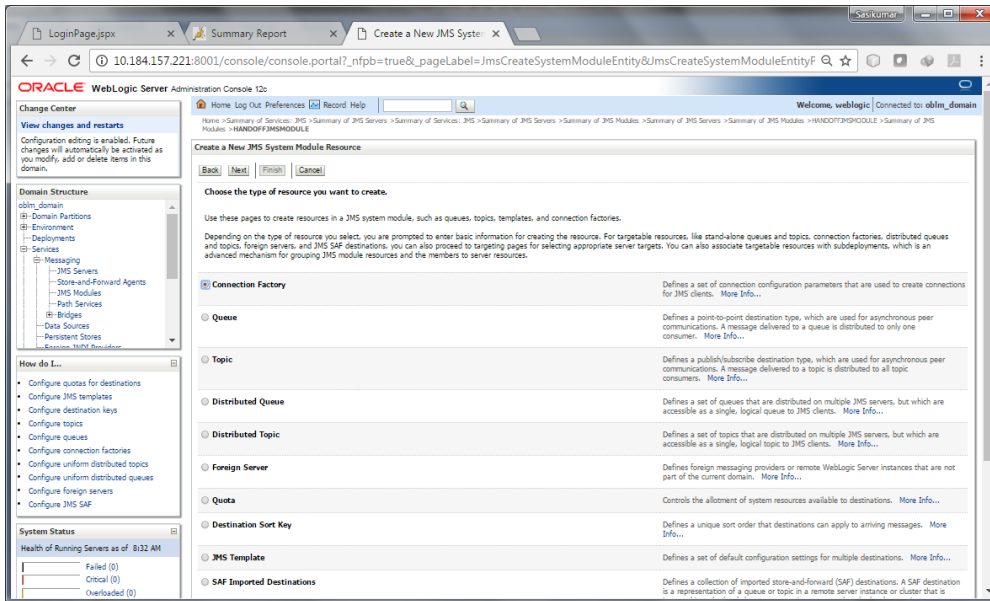 Sasikumar
LoginPage.jspx
Summary Report
Create a New JMS System
10.184.157.221:8001/console/console.portal?_nfpb=true&_pageLabel=JmsCreateSystemModuleEntity&JmsCreateSystemModuleEntityP
ORACLE WebLogic Server Administration Console 12c
Change Center
View changes and restarts
Configuration editing is enabled. Future
changes will automatically be activated as
you modify, add or delete items in this
domain.
Domain Structure
oblm_domain
Domain Partitions
Environment
Deployments
Services
Messaging
JMS Servers
Store-and-Forward Agents
JMS Modules
Path Services
Bridges
Data Sources
Persistent Stores
Foreign JNDI Providers
How do I...
Configure quotas for destinations
Configure JMS templates
Configure destination keys
Configure topics
Configure queues
Configure connection factories
Configure uniform distributed topics
Configure uniform distributed queues
Configure foreign servers
Configure JMS SAF
System Status
Health of Running Servers as of 8:32 AM
Failed (0)
Critical (0)
Overloaded (0)
Home Log Out Preferences Record Help
Welcome, weblogic Connected to: oblm_domain
Home >Summary of Services: JMS >Summary of JMS Servers >Summary of Services: JMS >Summary of JMS Servers >Summary of JMS Modules >Summary of JMS Servers >Summary of JMS Modules >HANDOFFJMSMODULE >Summary of JMS
Modules >HANDOFFJMSMODULE
Create a New JMS System Module Resource
Back Next Finish Cancel
Choose the type of resource you want to create.
Use these pages to create resources in a JMS system module, such as queues, topics, templates, and connection factories.
Depending on the type of resource you select, you are prompted to enter basic information for creating the resource. For targetable resources, like stand-alone queues and topics, connection factories, distributed queues
and topics, foreign servers, and JMS SAF destinations, you can also proceed to targeting pages for selecting appropriate server targets. You can also associate targetable resources with subdeployments, which is an
advanced mechanism for grouping JMS module resources and the members to server resources.
Connection Factory
Defines a set of connection configuration parameters that are used to create connections
for JMS clients. More Info...
Queue
Defines a point-to-point destination type, which are used for asynchronous peer
communications. A message delivered to a queue is distributed to only one
consumer. More Info...
Topic
Defines a publish/subscribe destination type, which are used for asynchronous peer
communications. A message delivered to a topic is distributed to all topic
consumers. More Info...
Distributed Queue
Defines a set of queues that are distributed on multiple JMS servers, but which are
accessible as a single, logical queue to JMS clients. More Info...
Distributed Topic
Defines a set of topics that are distributed on multiple JMS servers, but which are
accessible as a single, logical topic to JMS clients. More Info...
Foreign Server
Defines foreign messaging providers or remote WebLogic Server instances that are not
part of the current domain. More Info...
Quota
Controls the allotment of system resources available to destinations. More Info...
Destination Sort Key
Defines a unique sort order that destinations can apply to arriving messages. More
Info...
JMS Template
Defines a set of default configuration settings for multiple destinations. More Info...
SAF Imported Destinations
Defines a collection of imported store-and-forward (SAF) destinations. A SAF destination
is a representation of a queue or topic in a remote server instance or cluster that is